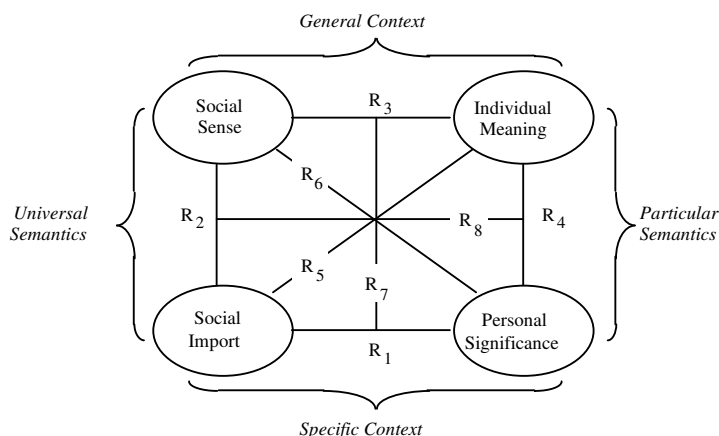 General Context
Social
Sense
R3
Individual
Meaning
R6
Universal
Semantics
R2
R8
R4
Particular
Semantics
R5
R7
Social
Import
R1
Personal
Significance
Specific Context